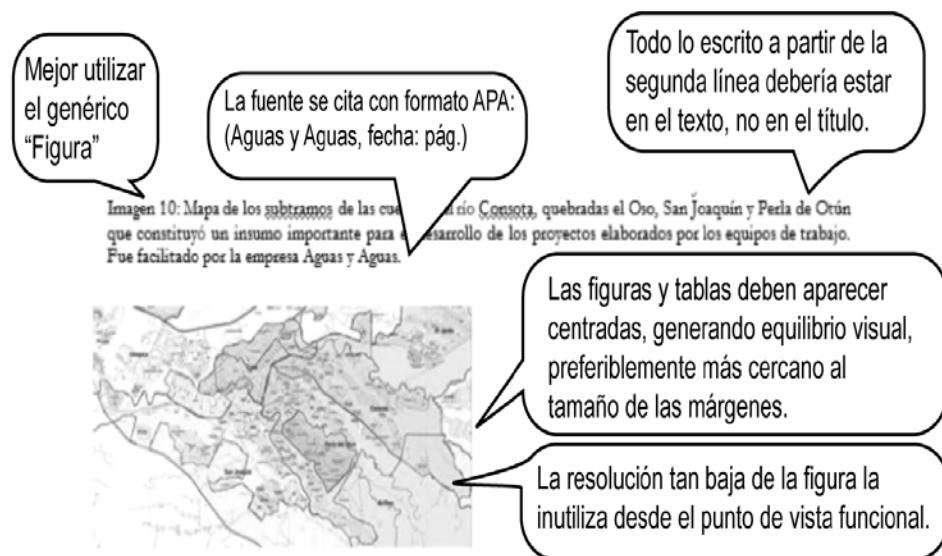 Mejor utilizar
el genérico
“Figura”
La fuente se cita con formato APA:
(Aguas y Aguas, fecha: pág.)
Todo lo escrito a partir de la
segunda línea debería estar
en el texto, no en el título.
Imagen 10: Mapa de los subtramos de las río Consota, quebradas el Oso, San Joaquín y Perla de Otún
que constituyó un insumo importante para desarrollo de los proyectos elaborados por los equipos de trabajo.
Fue facilitado por la empresa Aguas y Aguas.
Las figuras y tablas deben aparecer
centradas, generando equilibrio visual,
preferiblemente más cercano al
tamaño de las márgenes.
La resolución tan baja de la figura la
inutiliza desde el punto de vista funcional.